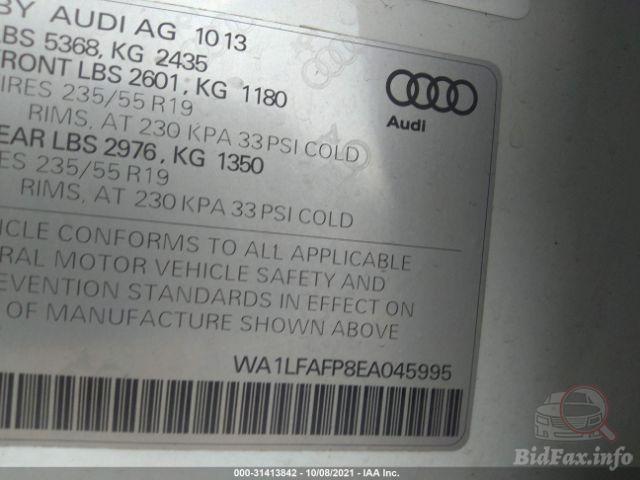 BY AUDI AG 10 13
LBS 5368, KG 2435
FRONT LBS 2601, KG 1180
IRES 235/55 R19
RIMS, AT 230 KPA 33 PSI COLD
EAR LBS 2976, KG 1350
ES 235/55 R19
RIMS, AT 230 KPA 33 PSI COLD
ICLE CONFORMS TO ALL APPLICABLE
RAL MOTOR VEHICLE SAFETY AND
EVENTION STANDARDS IN EFFECT ON
OF MANUFACTURE SHOWN ABOVE
WA1LFAFP8EA045995
Audi
BidFax.info
000-31413842 - 10/08/2021 - IAA Inc.